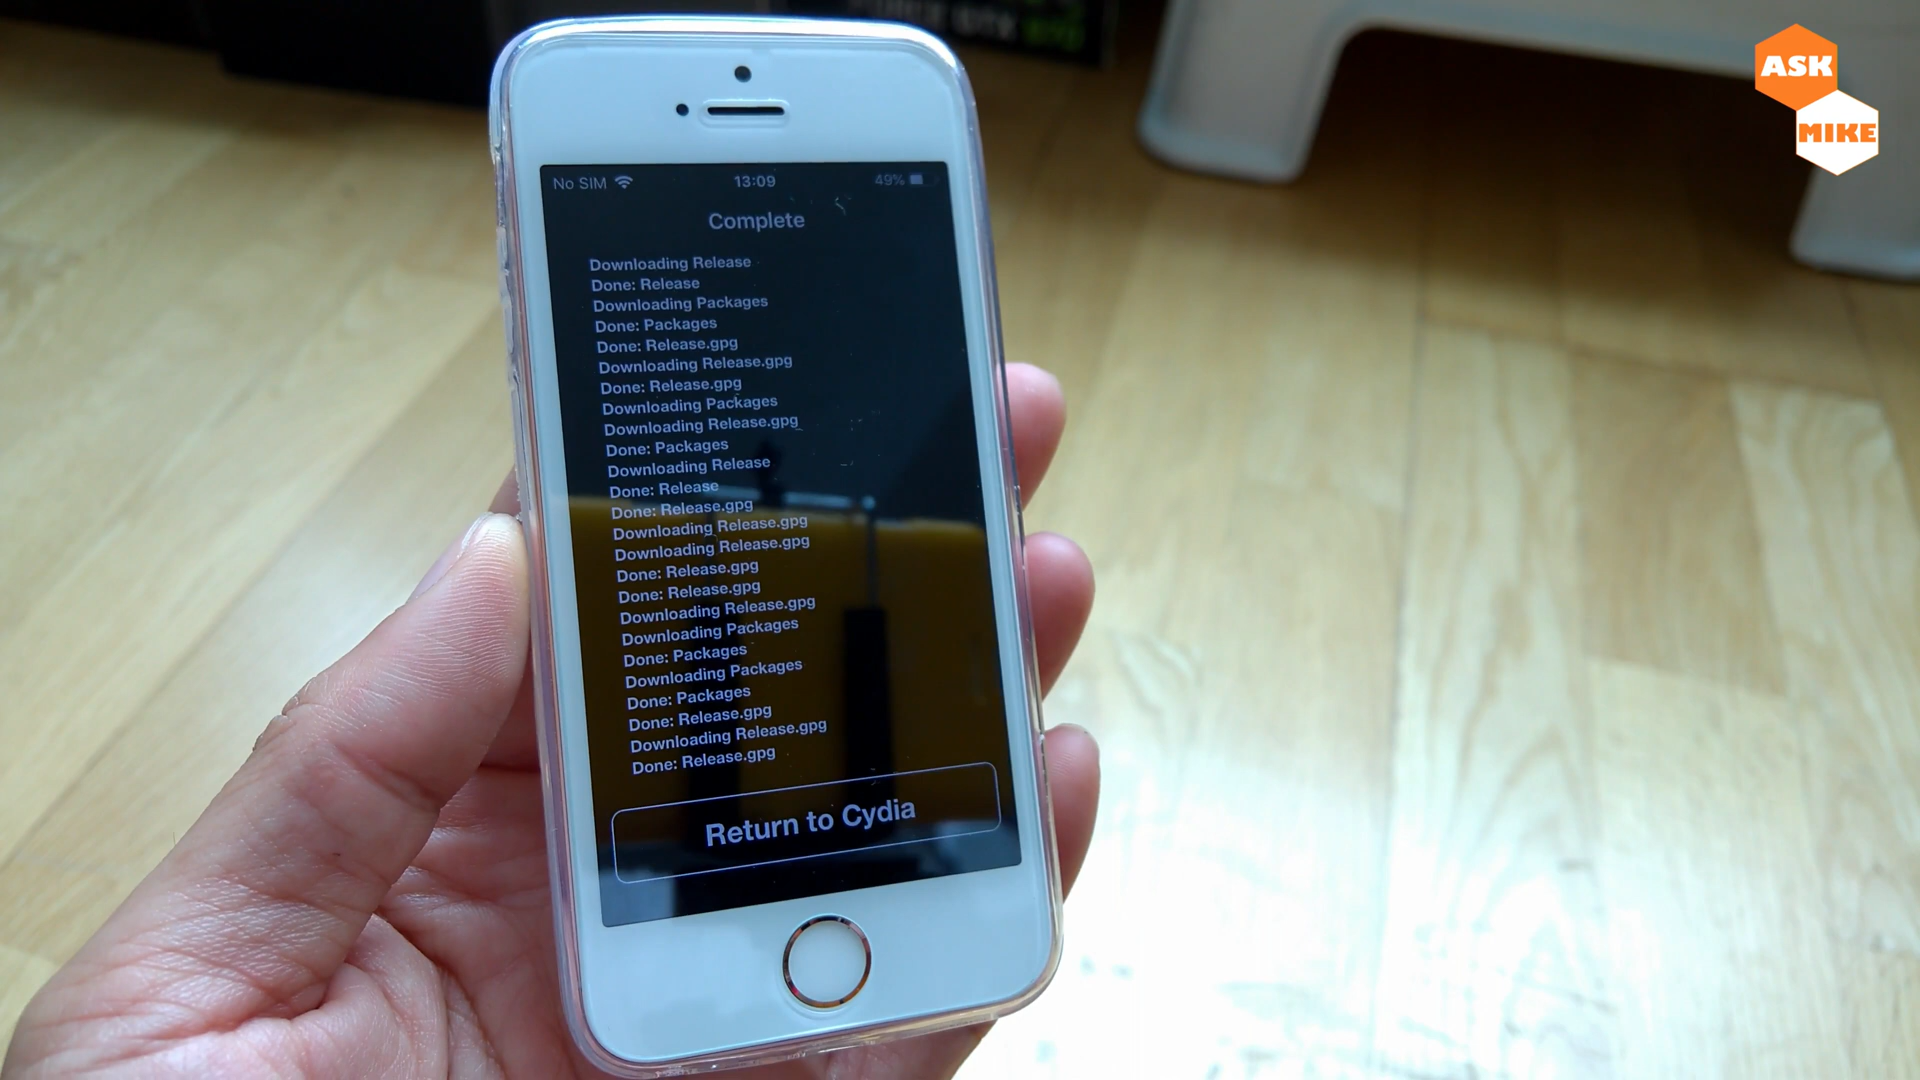 FORCE GTX 970
ASK
MIKE
No SIM 13:09 49%
Complete
Downloading Release
Done: Release
Downloading Packages
Done: Packages
Done: Release.gpg
Downloading Release.gpg
Done: Release.gpg
Downloading Packages
Downloading Release.gpg
Done: Packages
Downloading Release
Done: Release
Done: Release.gpg
Downloading Release.gpg
Downloading Release.gpg
Done: Release.gpg
Done: Release.gpg
Downloading Release.gpg
Downloading Packages
Done: Packages
Downloading Packages
Done: Packages
Done: Release.gpg
Downloading Release.gpg
Done: Release.gpg
Return to Cydia